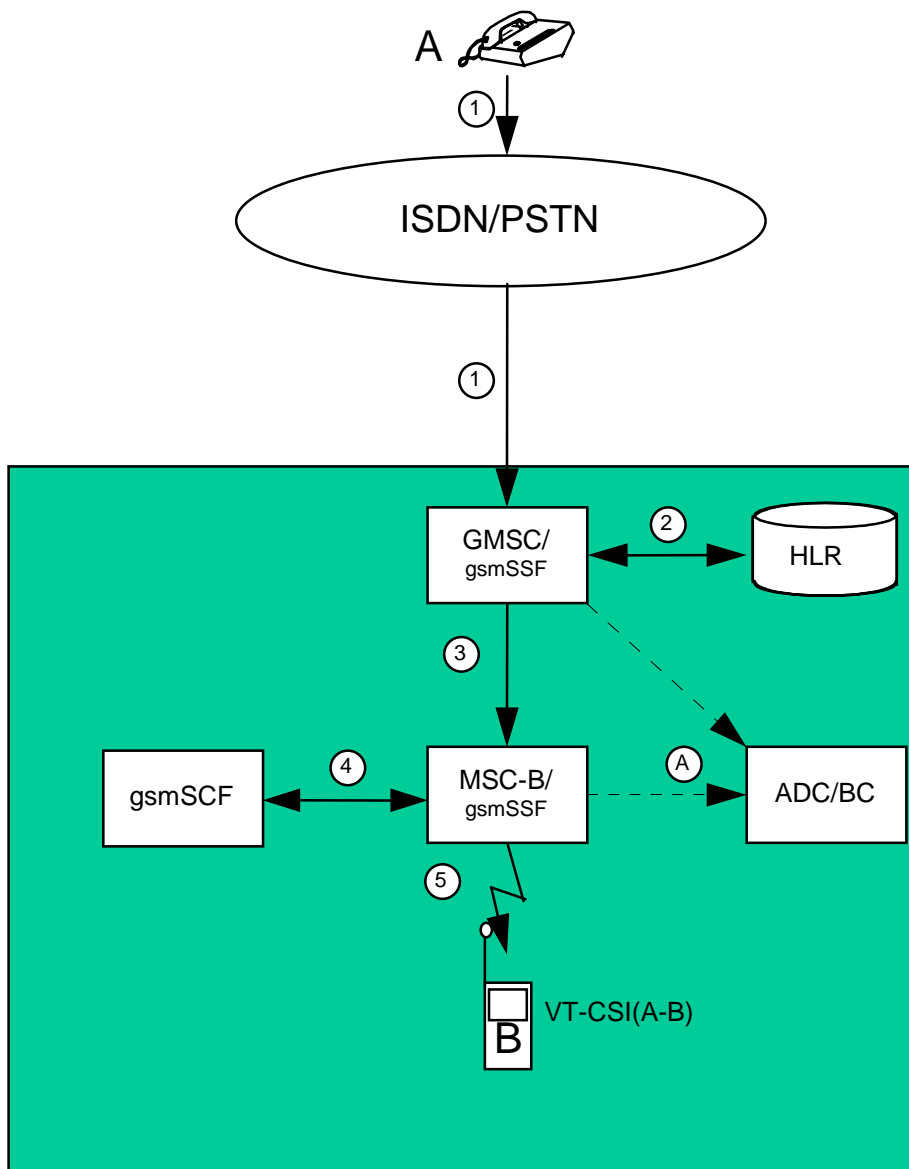 A
1
ISDN/PSTN
1
GMSC/
gsmSSF
2
HLR
3
gsmSCF
4
MSC-B/
gsmSSF
A
ADC/BC
5
B
VT-CSI(A-B)